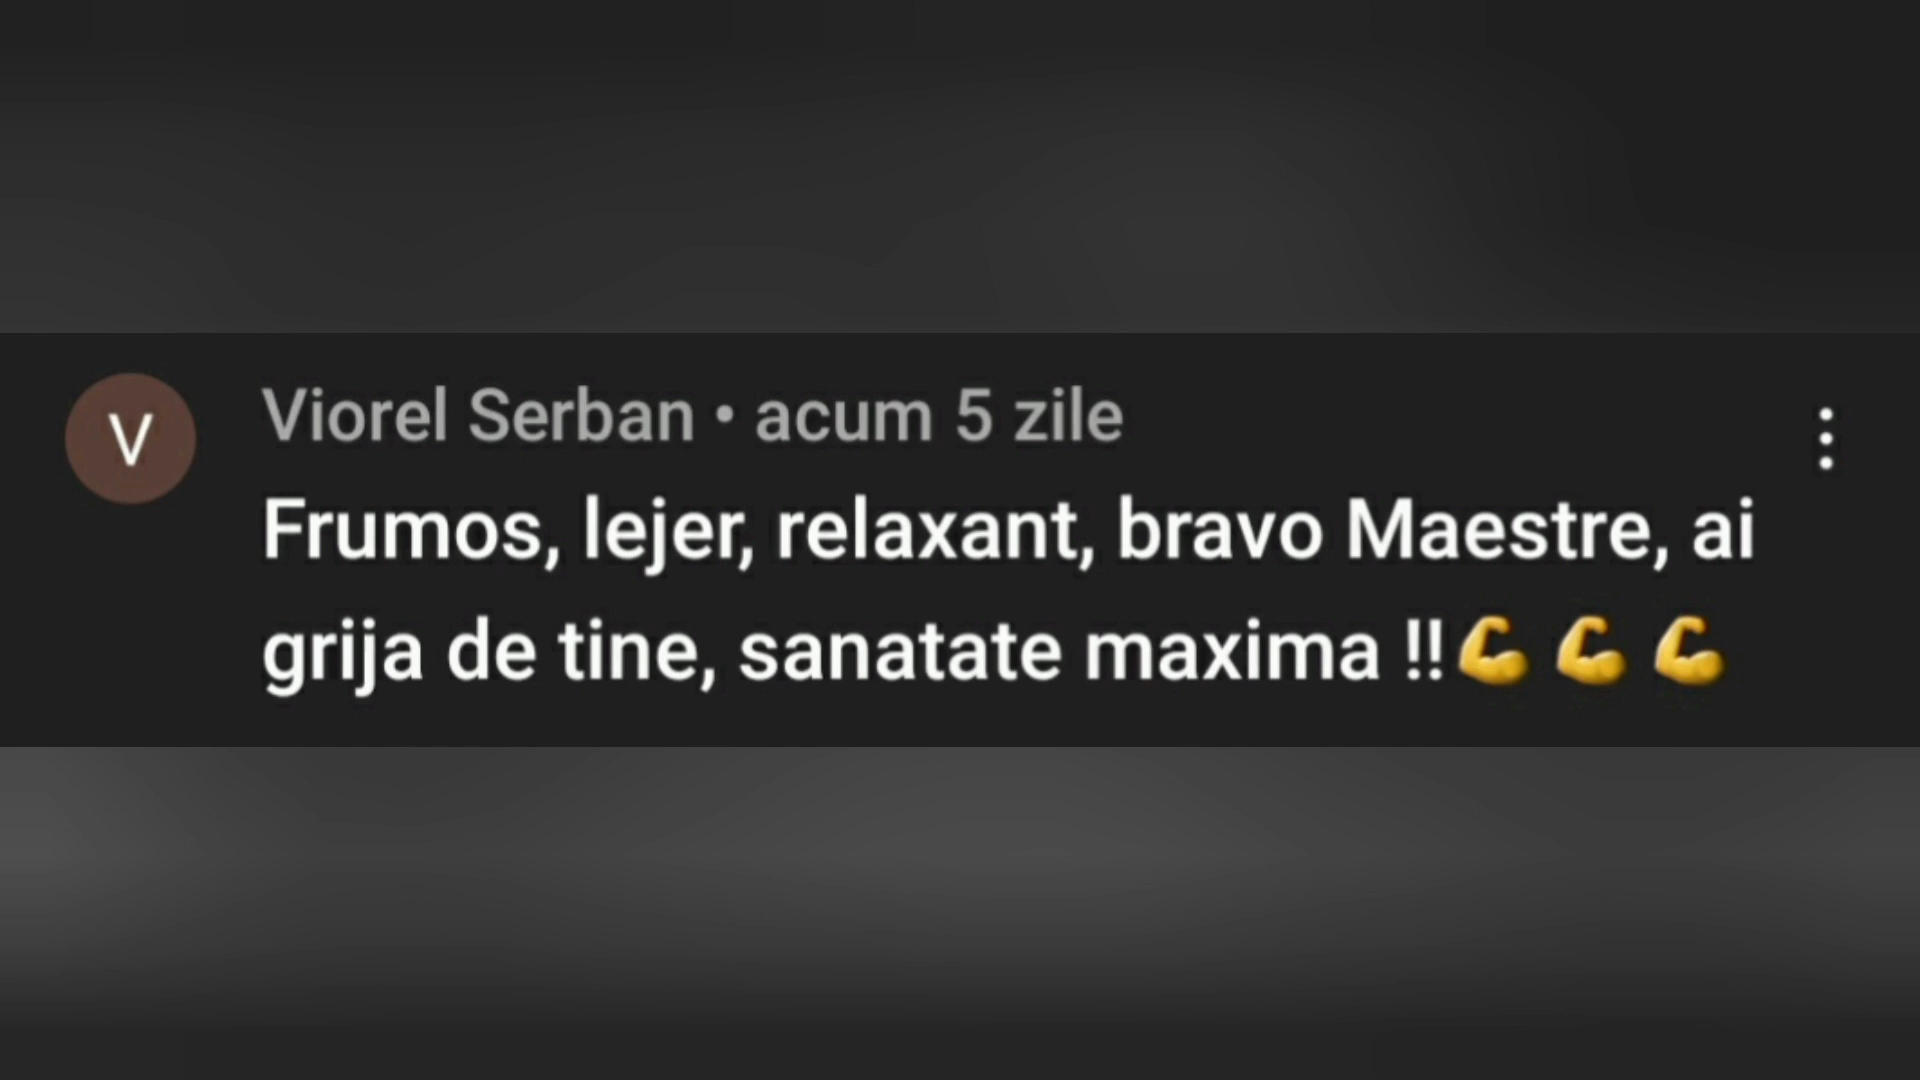 V
Viorel Serban • acum 5 zile
Frumos, lejer, relaxant, bravo Maestre, ai
grija de tine, sanatate maxima !!💪💪💪